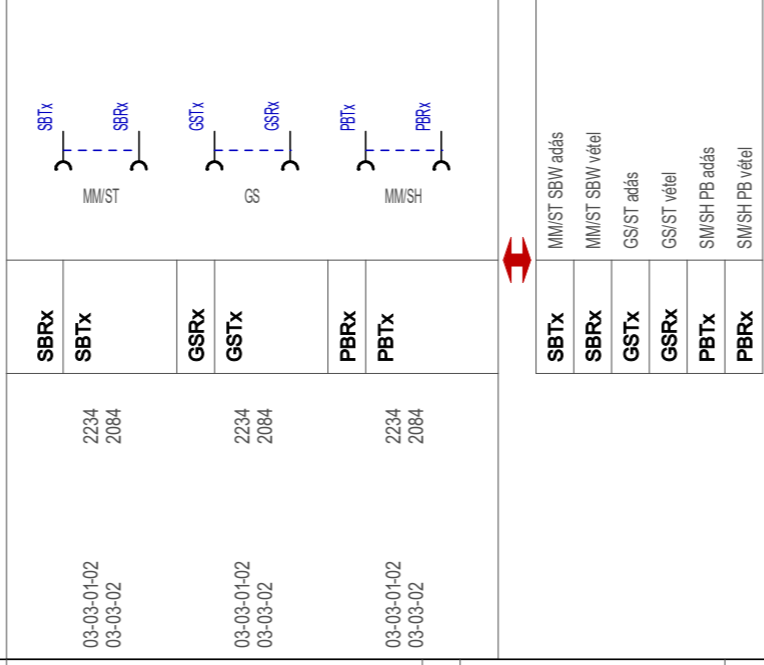 SBTx
SBRx
MM/ST
GSTx
GSRx
GS
PBTx
PBRx
MM/SH
SBRx
SBTx
GSRx
GSTx
PBRx
PBTx
2234
2084
2234
2084
2234
2084
03-03-01-02
03-03-02
03-03-01-02
03-03-02
03-03-01-02
03-03-02
SBTx MM/ST SBW adás
SBRx MM/ST SBW vétel
GSTx GS/ST adás
GSRx GS/ST vétel
PBTx SM/SH PB adás
PBRx SM/SH PB vétel